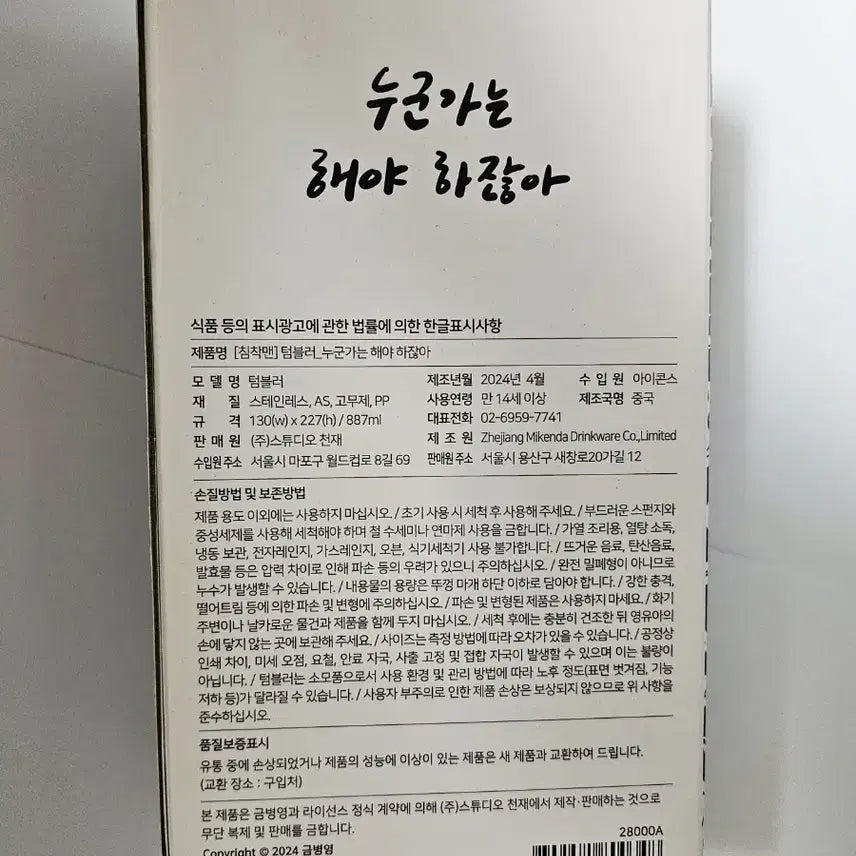 누군가는
해야 하잖아
식품 등의 표시광고에 관한 법률에 의한 한글표시사항
제품명 [침착맨] 텀블러_누군가는 해야 하잖아
모델명 텀블러 제조년월 2024년 4월 수입원 아이콘스
재질 스테인레스, AS, 고무제, PP 사용연령 만 14세 이상 제조국명 중국
규격 130(w) x 227(h) / 887ml 대표전화 02-6959-7741
판매원 (주)스튜디오 천재 제조원 Zhejiang Mikenda Drinkware Co.,Limited
수입원주소 서울시 마포구 월드컵로 8길 69 판매원주소 서울시 용산구 새창로20가길 12
손질방법 및 보존방법
제품 용도 이외에는 사용하지 마십시오. / 초기 사용 시 세척 후 사용해 주세요. / 부드러운 스펀지와
중성세제를 사용해 세척해야 하며 철 수세미나 연마제 사용을 금합니다. / 가열 조리용, 열탕 소독,
냉동 보관, 전자레인지, 가스레인지, 오븐, 식기세척기 사용 불가합니다. / 뜨거운 음료, 탄산음료,
발효물 등은 압력 차이로 인해 파손 등의 우려가 있으니 주의하십시오. / 완전 밀폐형이 아니므로
누수가 발생할 수 있습니다. / 내용물의 용량은 뚜껑 마개 하단 이하로 담아야 합니다. / 강한 충격,
떨어트림 등에 의한 파손 및 변형에 주의하십시오. / 파손 및 변형된 제품은 사용하지 마세요. / 화기
주변이나 날카로운 물건과 제품을 함께 두지 마십시오. / 세척 후에는 충분히 건조한 뒤 영유아의
손에 닿지 않는 곳에 보관해 주세요. / 사이즈는 측정 방법에 따라 오차가 있을 수 있습니다. / 공정상
인쇄 차이, 미세 오점, 요철, 안료 자국, 사출 고정 및 접합 자국이 발생할 수 있으며 이는 불량이
아닙니다. / 텀블러는 소모품으로서 사용 환경 및 관리 방법에 따라 노후 정도(표면 벗겨짐, 기능
저하 등)가 달라질 수 있습니다. / 사용자 부주의로 인한 제품 손상은 보상되지 않으므로 위 사항을
준수하십시오.
품질보증표시
유통 중에 손상되었거나 제품의 성능에 이상이 있는 제품은 새 제품과 교환하여 드립니다.
(교환 장소 : 구입처)
본 제품은 금병영과 라이선스 정식 계약에 의해 (주)스튜디오 천재에서 제작·판매하는 것으로
무단 복제 및 판매를 금합니다.
28000A
Copyright © 2024 금병영